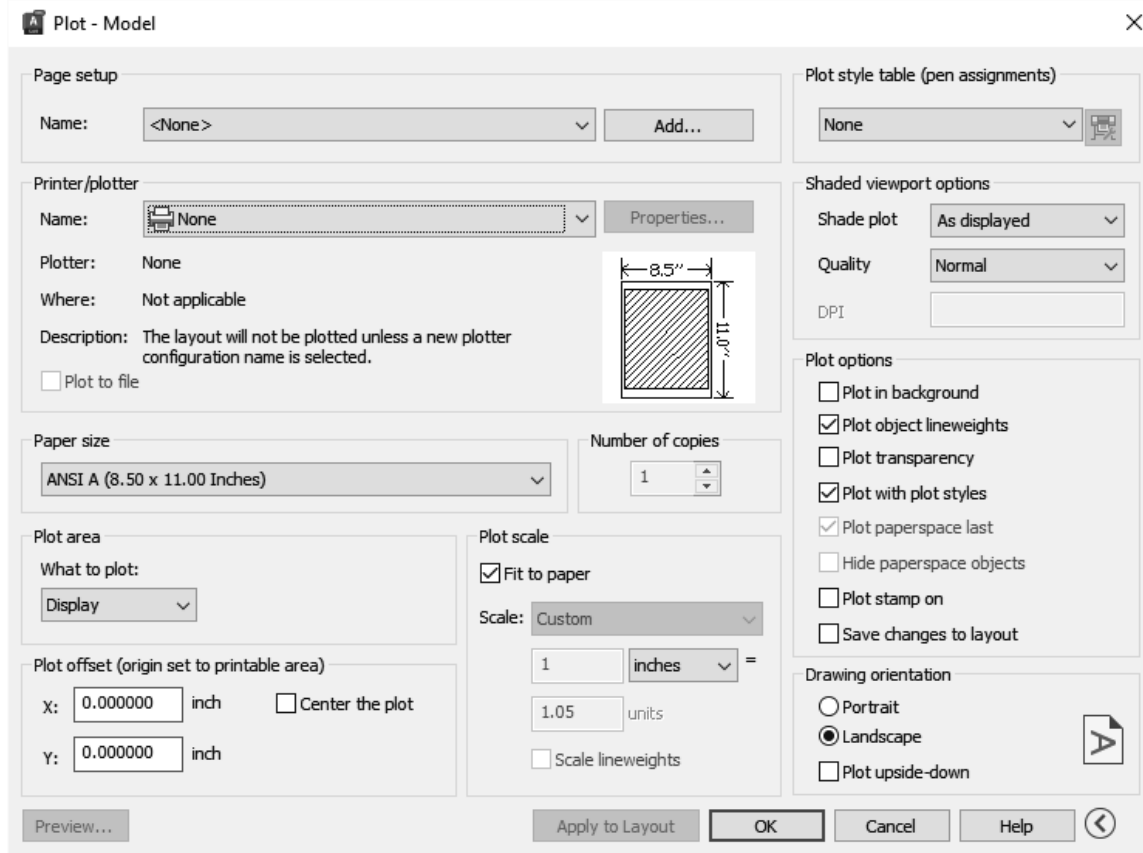 Plot - Model
Page setup
Name: <None> Add...
Printer/plotter
Name: None Properties...
Plotter: None
Where: Not applicable
Description: The layout will not be plotted unless a new plotter
configuration name is selected.
Plot to file
8.5″
11.0″
Paper size
ANSI A (8.50 x 11.00 Inches)
Number of copies
1
Plot area
What to plot:
Display
Plot offset (origin set to printable area)
X: 0.000000 inch Center the plot
Y: 0.000000 inch
Plot scale
Fit to paper
Scale: Custom
1 inches =
1.05 units
Scale lineweights
Plot style table (pen assignments)
None
Shaded viewport options
Shade plot As displayed
Quality Normal
DPI
Plot options
Plot in background
Plot object lineweights
Plot transparency
Plot with plot styles
Plot paperspace last
Hide paperspace objects
Plot stamp on
Save changes to layout
Drawing orientation
Portrait
Landscape
Plot upside-down
A
Preview... Apply to Layout OK Cancel Help